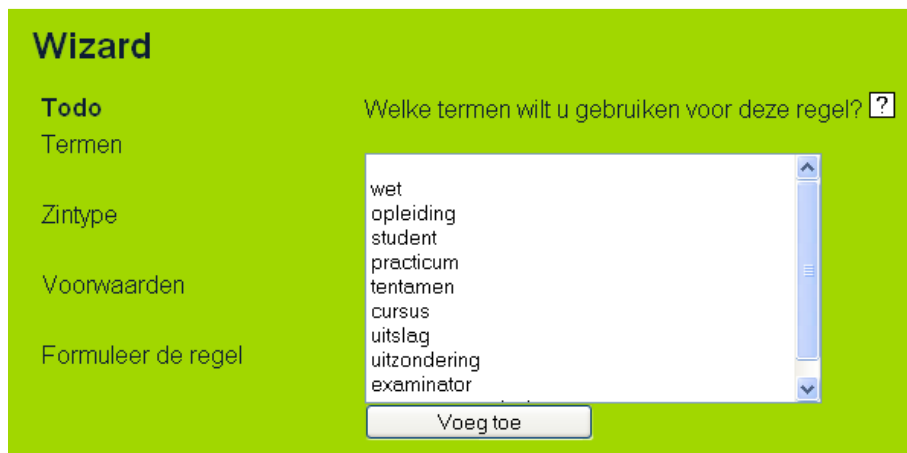 Wizard
Todo
Termen
Zintype
Voorwaarden
Formuleer de regel
Welke termen wilt u gebruiken voor deze regel? ?
wet
opleiding
student
practicum
tentamen
cursus
uitslag
uitzondering
examinator
Voeg toe